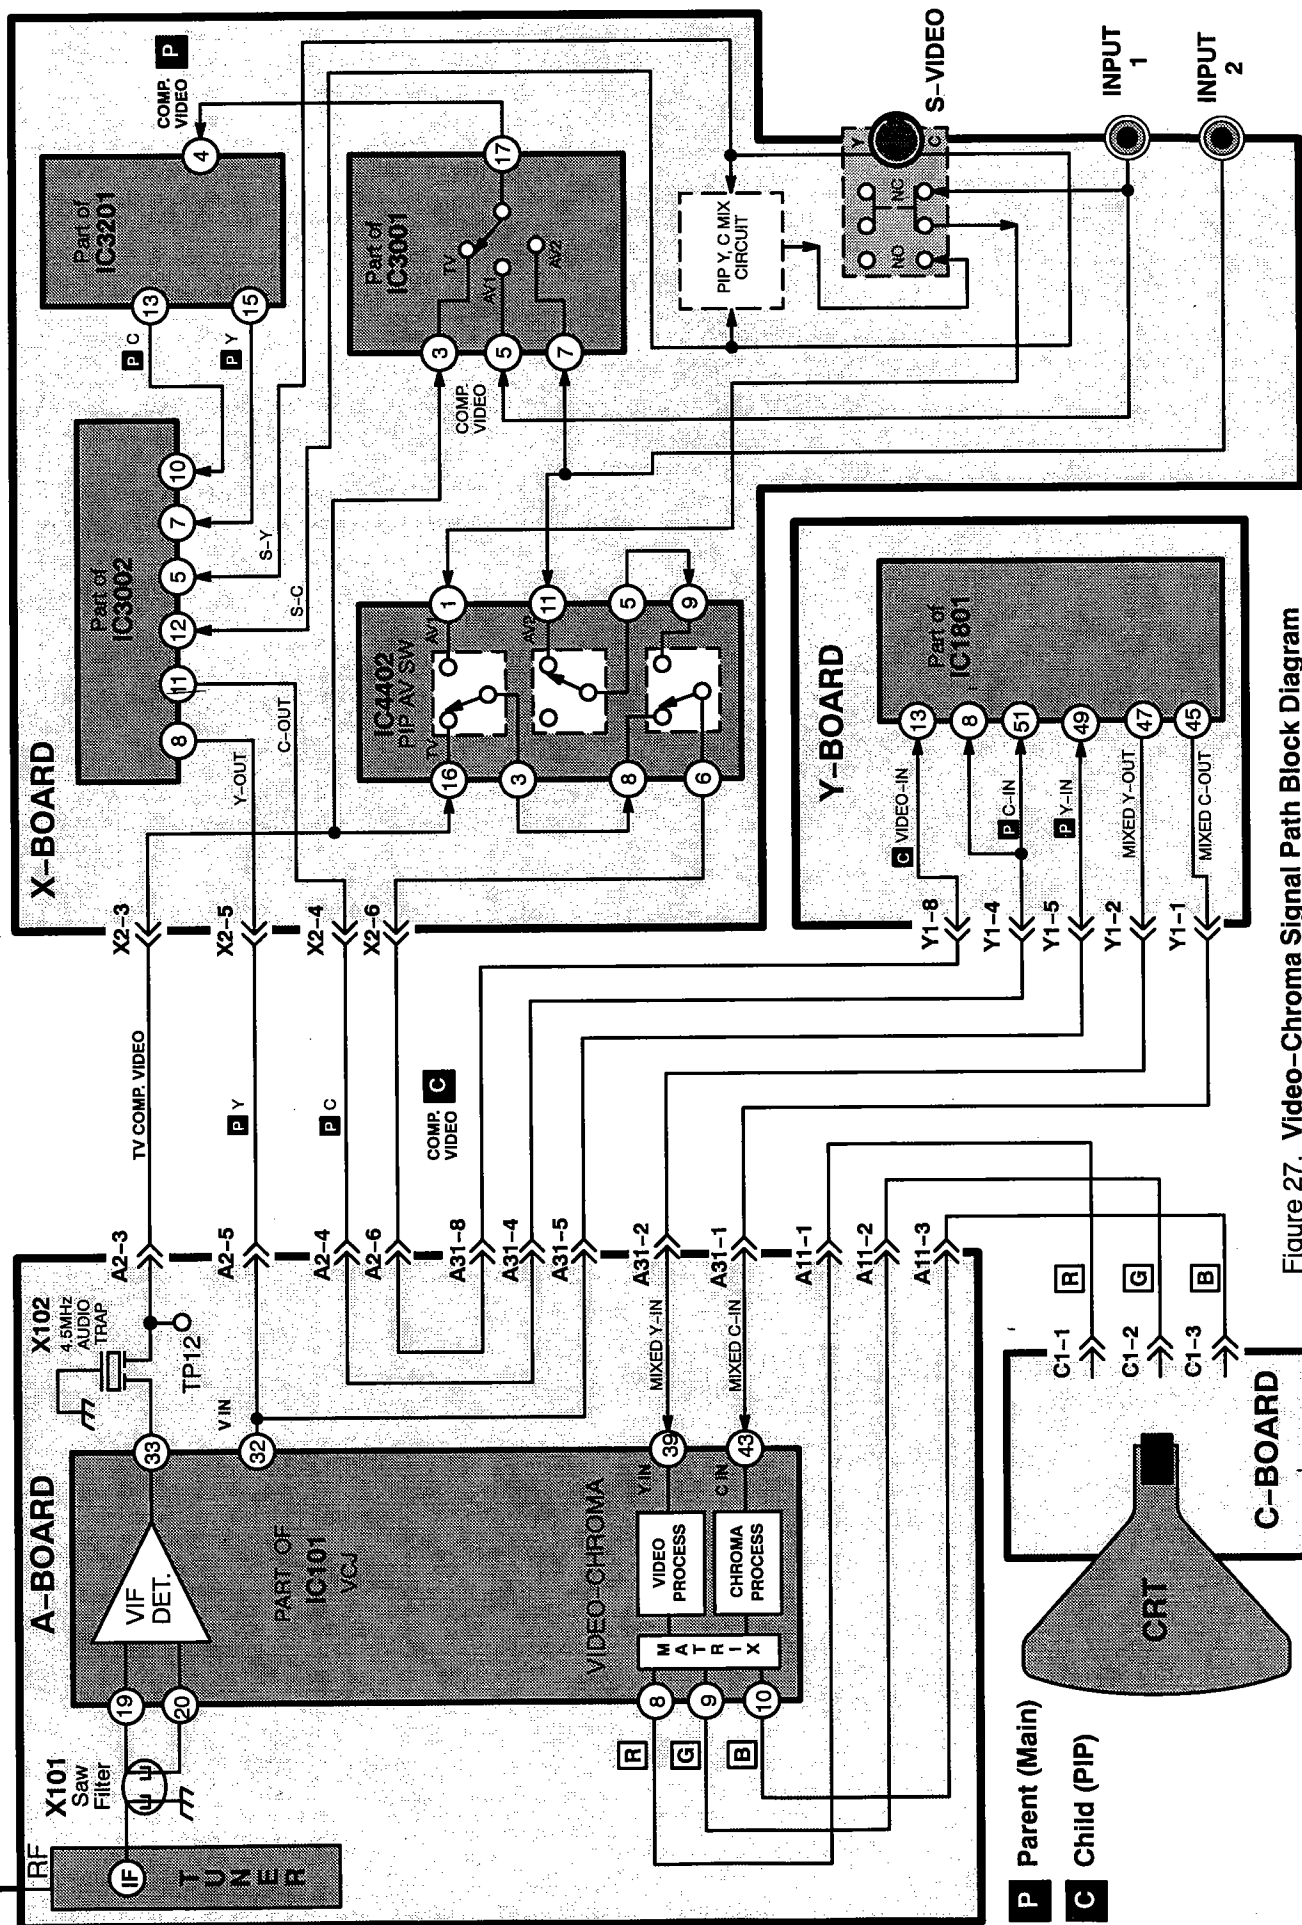 A-BOARD
RF
TUNER
IF
X101
Saw
Filter
19
20
VIF
DET.
33
X102
4.5MHz
AUDIO
TRAP
TP12
V IN
32
PART OF
IC101
VCJ
VIDEO-CHROMA
MATRIX
VIDEO
PROCESS
CHROMA
PROCESS
Y IN
39
C IN
43
MIXED Y-IN
MIXED C-IN
8
9
10
R
G
B
A2-3
A2-5
A2-4
A2-6
A31-8
A31-4
A31-5
A31-2
A31-1
A11-1
A11-2
A11-3
TV COMP. VIDEO
P Y
P C
COMP.
VIDEO C
X-BOARD
X2-3
X2-5
X2-4
X2-6
Y-OUT
C-OUT
Part of
IC3002
8
11
12
5
7
10
S-C
S-Y
P C
P Y
Part of
IC3201
13
15
4
COMP.
VIDEO P
IC4402
PIP AV SW
16
3
8
6
TV
AV1
AV2
1
11
5
9
COMP.
VIDEO
Part of
IC3001
3
5
7
TV
AV1
AV2
17
PIP Y, C MIX
CIRCUIT
NO
NC
Y
C
S-VIDEO
INPUT
1
INPUT
2
Y-BOARD
Y1-8
Y1-4
Y1-5
Y1-2
Y1-1
C VIDEO-IN
P C-IN
P Y-IN
MIXED Y-OUT
MIXED C-OUT
13
8
51
49
47
45
Part of
IC1801
C-BOARD
CRT
C1-1
C1-2
C1-3
R
G
B
P Parent (Main)
C Child (PIP)
Figure 27. Video-Chroma Signal Path Block Diagram